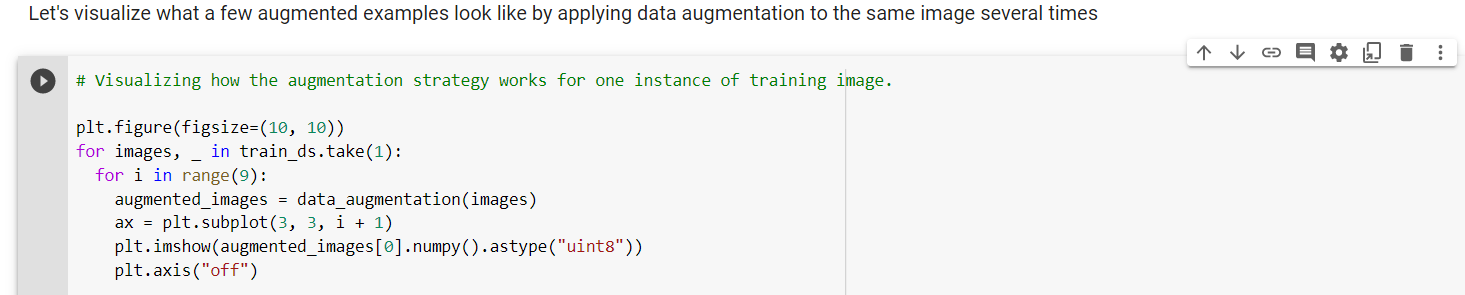 Let's visualize what a few augmented examples look like by applying data augmentation to the same image several times
# Visualizing how the augmentation strategy works for one instance of training image.
plt.figure(figsize=(10, 10))
for images, _ in train_ds.take(1):
  for i in range(9):
    augmented_images = data_augmentation(images)
    ax = plt.subplot(3, 3, i + 1)
    plt.imshow(augmented_images[0].numpy().astype("uint8"))
    plt.axis("off")